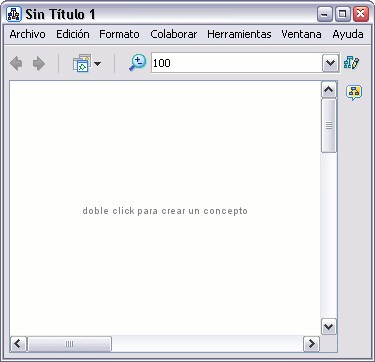 Sin Título 1
Archivo Edición Formato Colaborar Herramientas Ventana Ayuda
100
doble click para crear un concepto